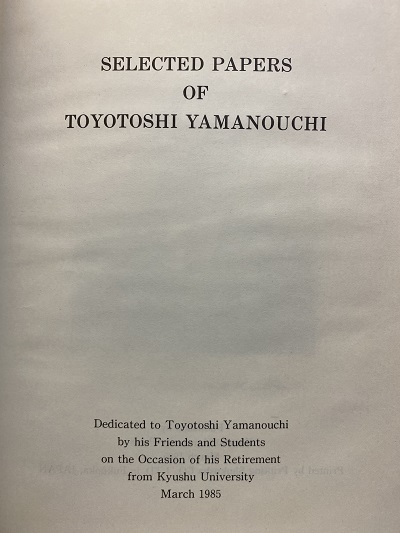 SELECTED PAPERS
OF
TOYOTOSHI YAMANOUCHI
Dedicated to Toyotoshi Yamanouchi
by his Friends and Students
on the Occasion of his Retirement
from Kyushu University
March 1985